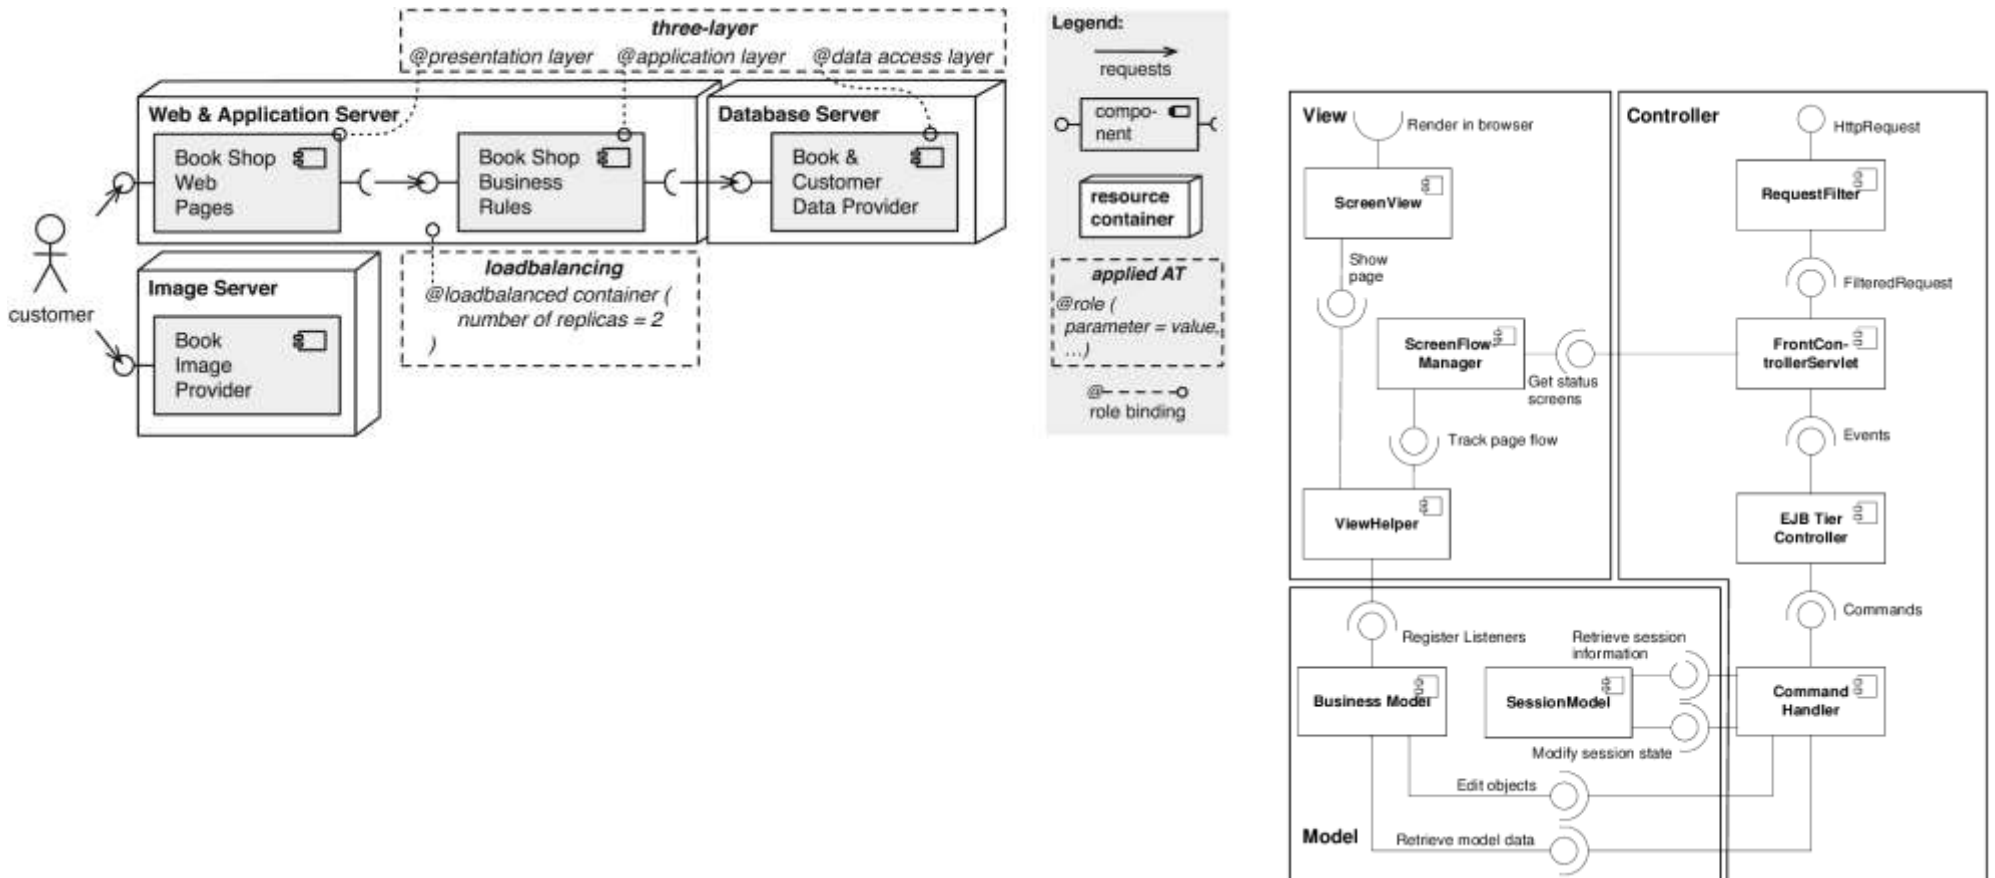 three-layer
@presentation layer
@application layer
@data access layer
Web & Application Server
Database Server
Book Shop
Web
Pages
Book Shop
Business
Rules
Book &
Customer
Data Provider
customer
Image Server
Book
Image
Provider
loadbalancing
@loadbalanced container (
number of replicas = 2
)
Legend:
requests
compo-
nent
resource
container
applied AT
@role (
parameter = value,
...)
@
role binding
View
Render in browser
ScreenView
Show
page
ScreenFlow-
Manager
Get status
screens
Track page flow
ViewHelper
Controller
HttpRequest
RequestFilter
FilteredRequest
FrontCon-
trollerServlet
Events
EJB Tier
Controller
Commands
Command
Handler
Register Listeners
Retrieve session
information
Business Model
SessionModel
Modify session state
Edit objects
Model
Retrieve model data